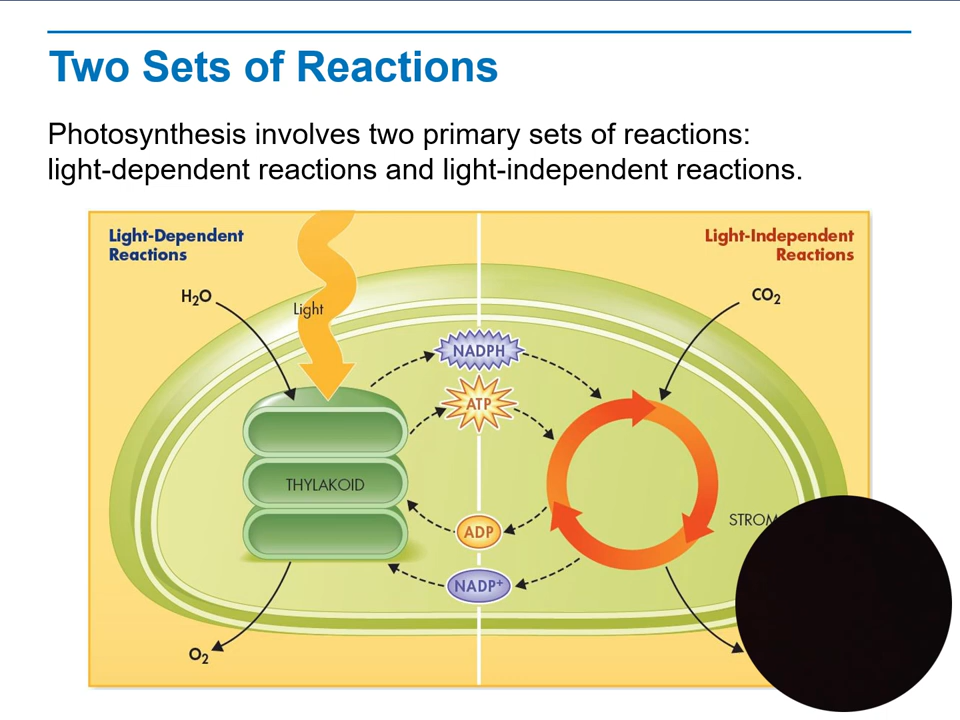 Two Sets of Reactions
Photosynthesis involves two primary sets of reactions:
light-dependent reactions and light-independent reactions.
Light-Dependent
Reactions
Light-Independent
Reactions
H₂O
Light
CO₂
NADPH
ATP
THYLAKOID
STROM
ADP
NADP⁺
O₂